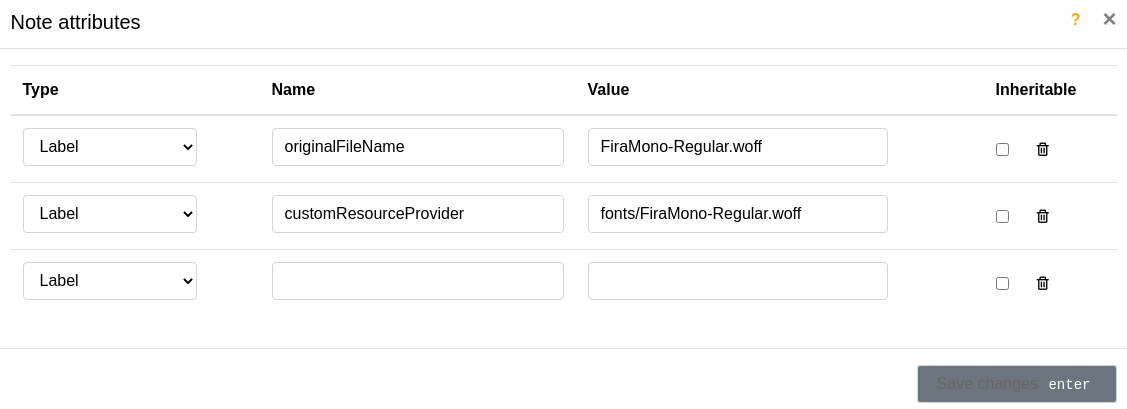 Note attributes ? ×
Type Name Value Inheritable
Label originalFileName FiraMono-Regular.woff
Label customResourceProvider fonts/FiraMono-Regular.woff
Label
Save changes enter